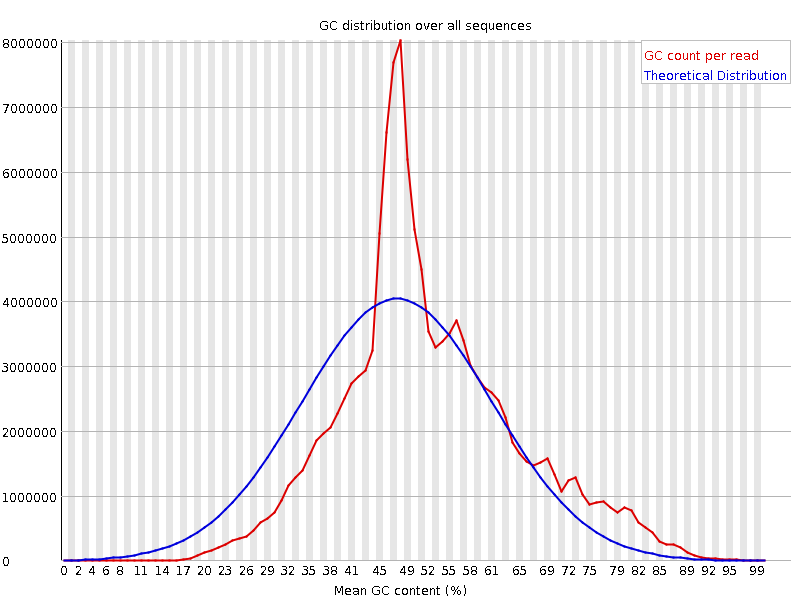 GC distribution over all sequences
GC count per read
Theoretical Distribution
8000000
7000000
6000000
5000000
4000000
3000000
2000000
1000000
0
0 2 4 6 8 11 14 17 20 23 26 29 32 35 38 41 45 49 52 55 58 61 65 69 72 75 79 82 85 89 92 95 99
Mean GC content (%)